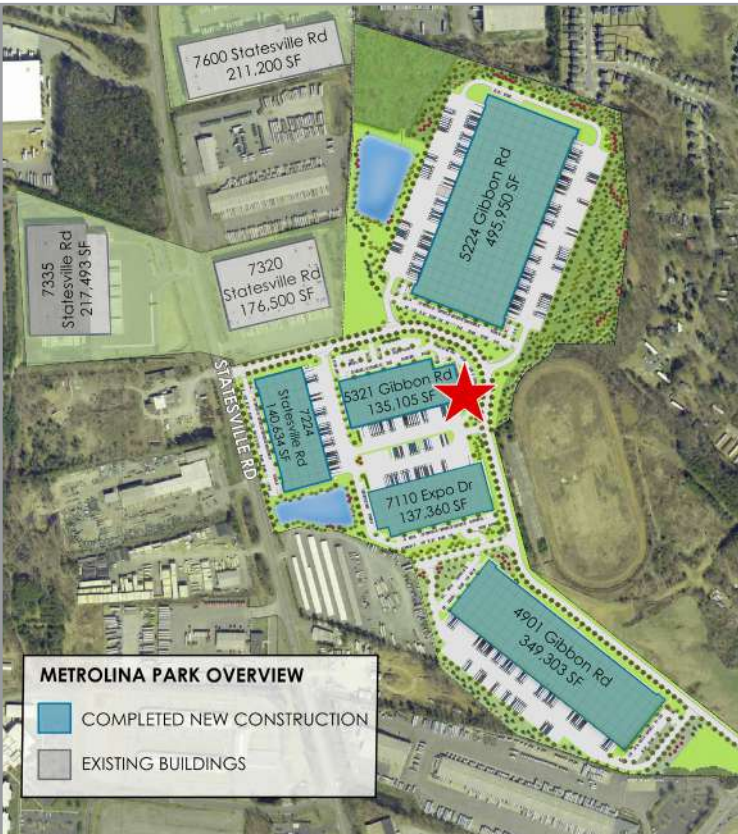 7600 Statesville Rd
211,200 SF
5224 Gibbon Rd
495,950 SF
7335
Statesville Rd
217,493 SF
7320
Statesville Rd
176,500 SF
STATESVILLE RD
7224
Statesville Rd
140,634 SF
5321 Gibbon Rd
135,105 SF
7110 Expo Dr
137,360 SF
4901 Gibbon Rd
349,303 SF
METROLINA PARK OVERVIEW
COMPLETED NEW CONSTRUCTION
EXISTING BUILDINGS